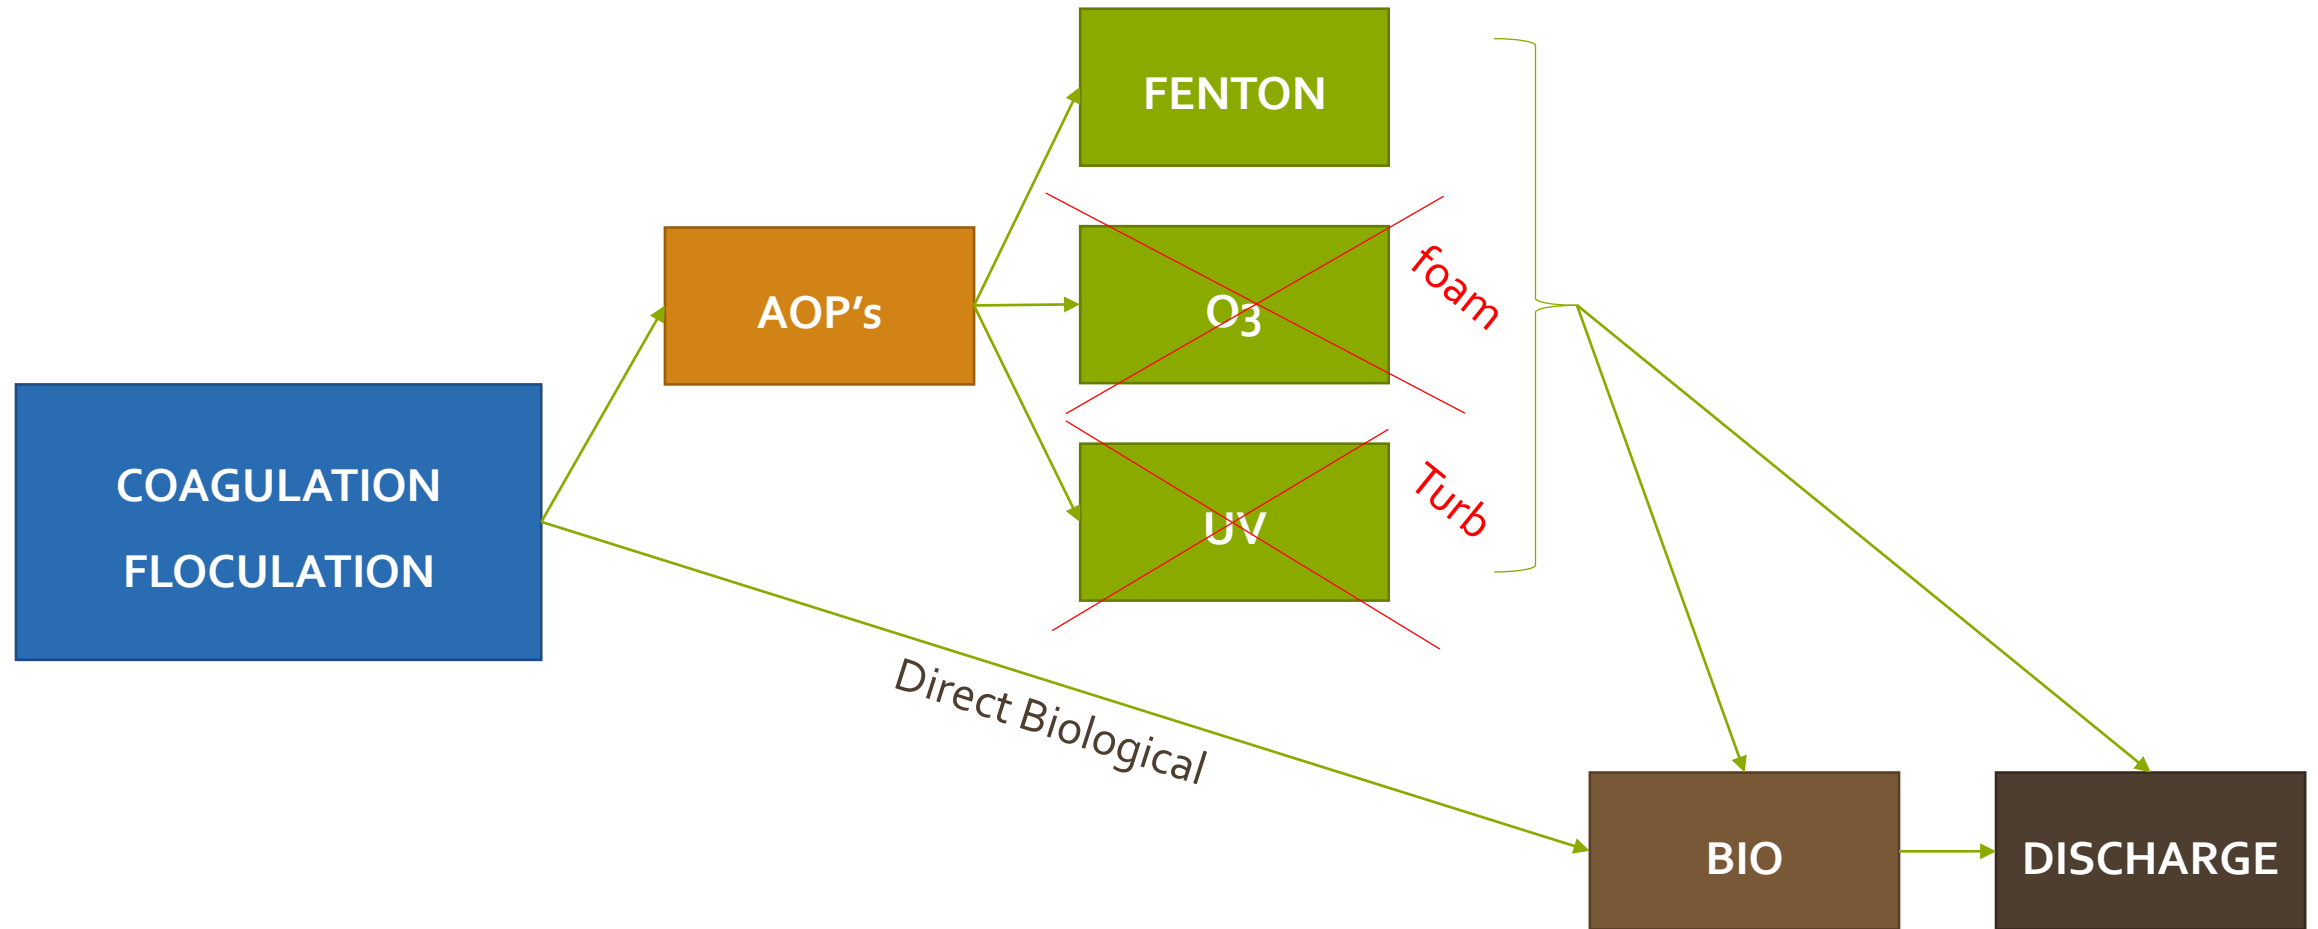 FENTON
AOP's
O3
foam
COAGULATION
FLOCULATION
UV
Turb
Direct Biological
BIO
DISCHARGE